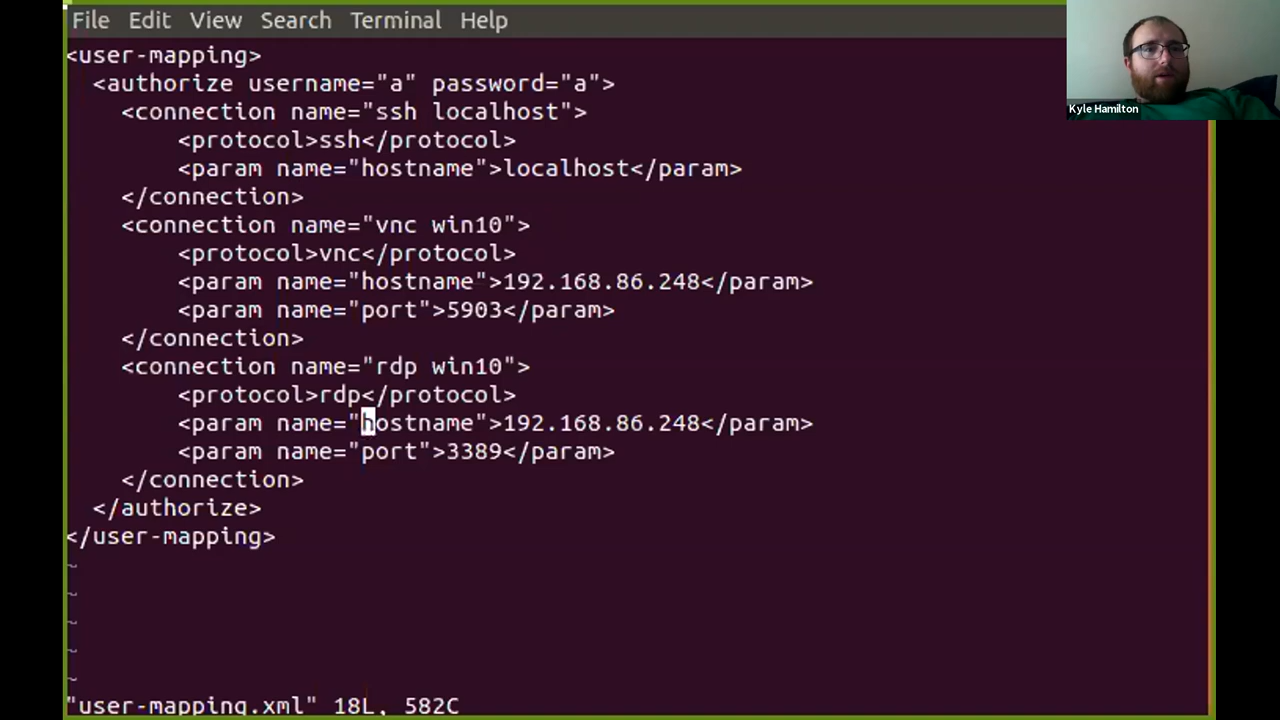 File Edit View Search Terminal Help
Kyle Hamilton
<user-mapping>
  <authorize username="a" password="a">
    <connection name="ssh localhost">
        <protocol>ssh</protocol>
        <param name="hostname">localhost</param>
    </connection>
    <connection name="vnc win10">
        <protocol>vnc</protocol>
        <param name="hostname">192.168.86.248</param>
        <param name="port">5903</param>
    </connection>
    <connection name="rdp win10">
        <protocol>rdp</protocol>
        <param name="hostname">192.168.86.248</param>
        <param name="port">3389</param>
    </connection>
  </authorize>
</user-mapping>
~
~
~
~
~
"user-mapping.xml" 18L, 582C